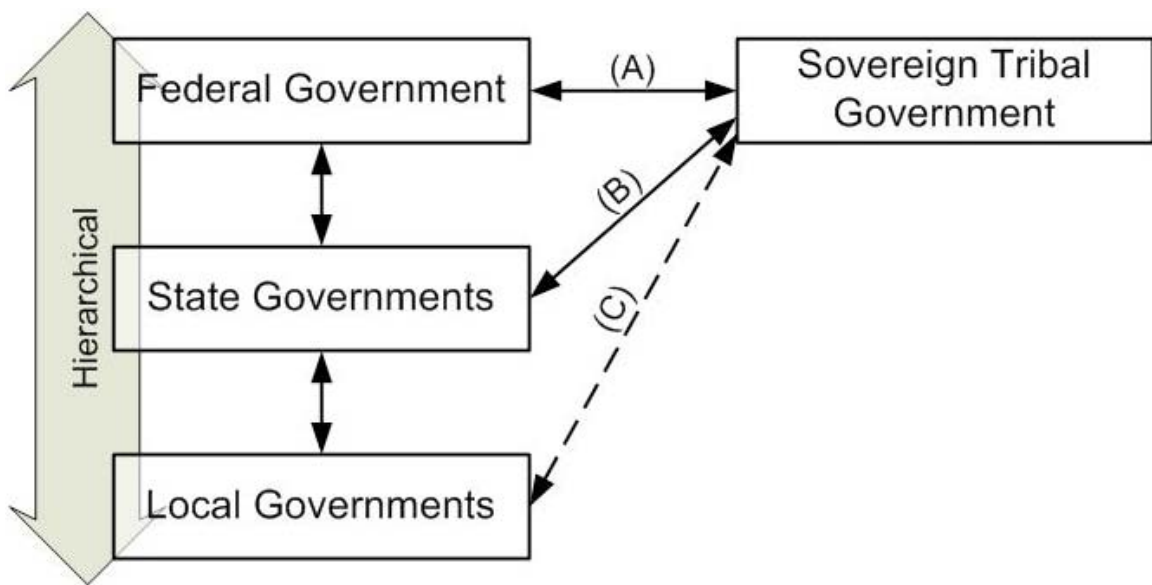 Federal Government
(A)
Sovereign Tribal
Government
(B)
Hierarchical
State Governments
(C)
Local Governments